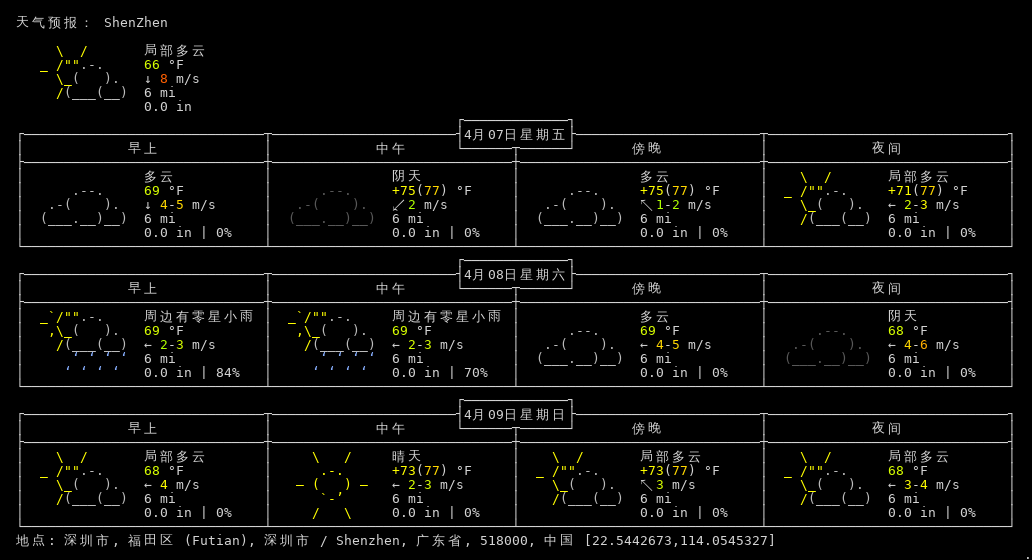 天气预报： ShenZhen
局部多云
66 °F
↓ 8 m/s
6 mi
0.0 in
4月07日星期五
早上 中午 傍晚 夜间
多云 阴天 多云 局部多云
69 °F +75(77) °F +75(77) °F +71(77) °F
↓ 4-5 m/s ↙ 2 m/s ↖ 1-2 m/s ← 2-3 m/s
6 mi 6 mi 6 mi 6 mi
0.0 in | 0% 0.0 in | 0% 0.0 in | 0% 0.0 in | 0%
4月08日星期六
早上 中午 傍晚 夜间
周边有零星小雨 周边有零星小雨 多云 阴天
69 °F 69 °F 69 °F 68 °F
← 2-3 m/s ← 2-3 m/s ← 4-5 m/s ← 4-6 m/s
6 mi 6 mi 6 mi 6 mi
0.0 in | 84% 0.0 in | 70% 0.0 in | 0% 0.0 in | 0%
4月09日星期日
早上 中午 傍晚 夜间
局部多云 晴天 局部多云 局部多云
68 °F +73(77) °F +73(77) °F 68 °F
← 4 m/s ← 2-3 m/s ↖ 3 m/s ← 3-4 m/s
6 mi 6 mi 6 mi 6 mi
0.0 in | 0% 0.0 in | 0% 0.0 in | 0% 0.0 in | 0%
地点: 深圳市, 福田区 (Futian), 深圳市 / Shenzhen, 广东省, 518000, 中国 [22.5442673,114.0545327]